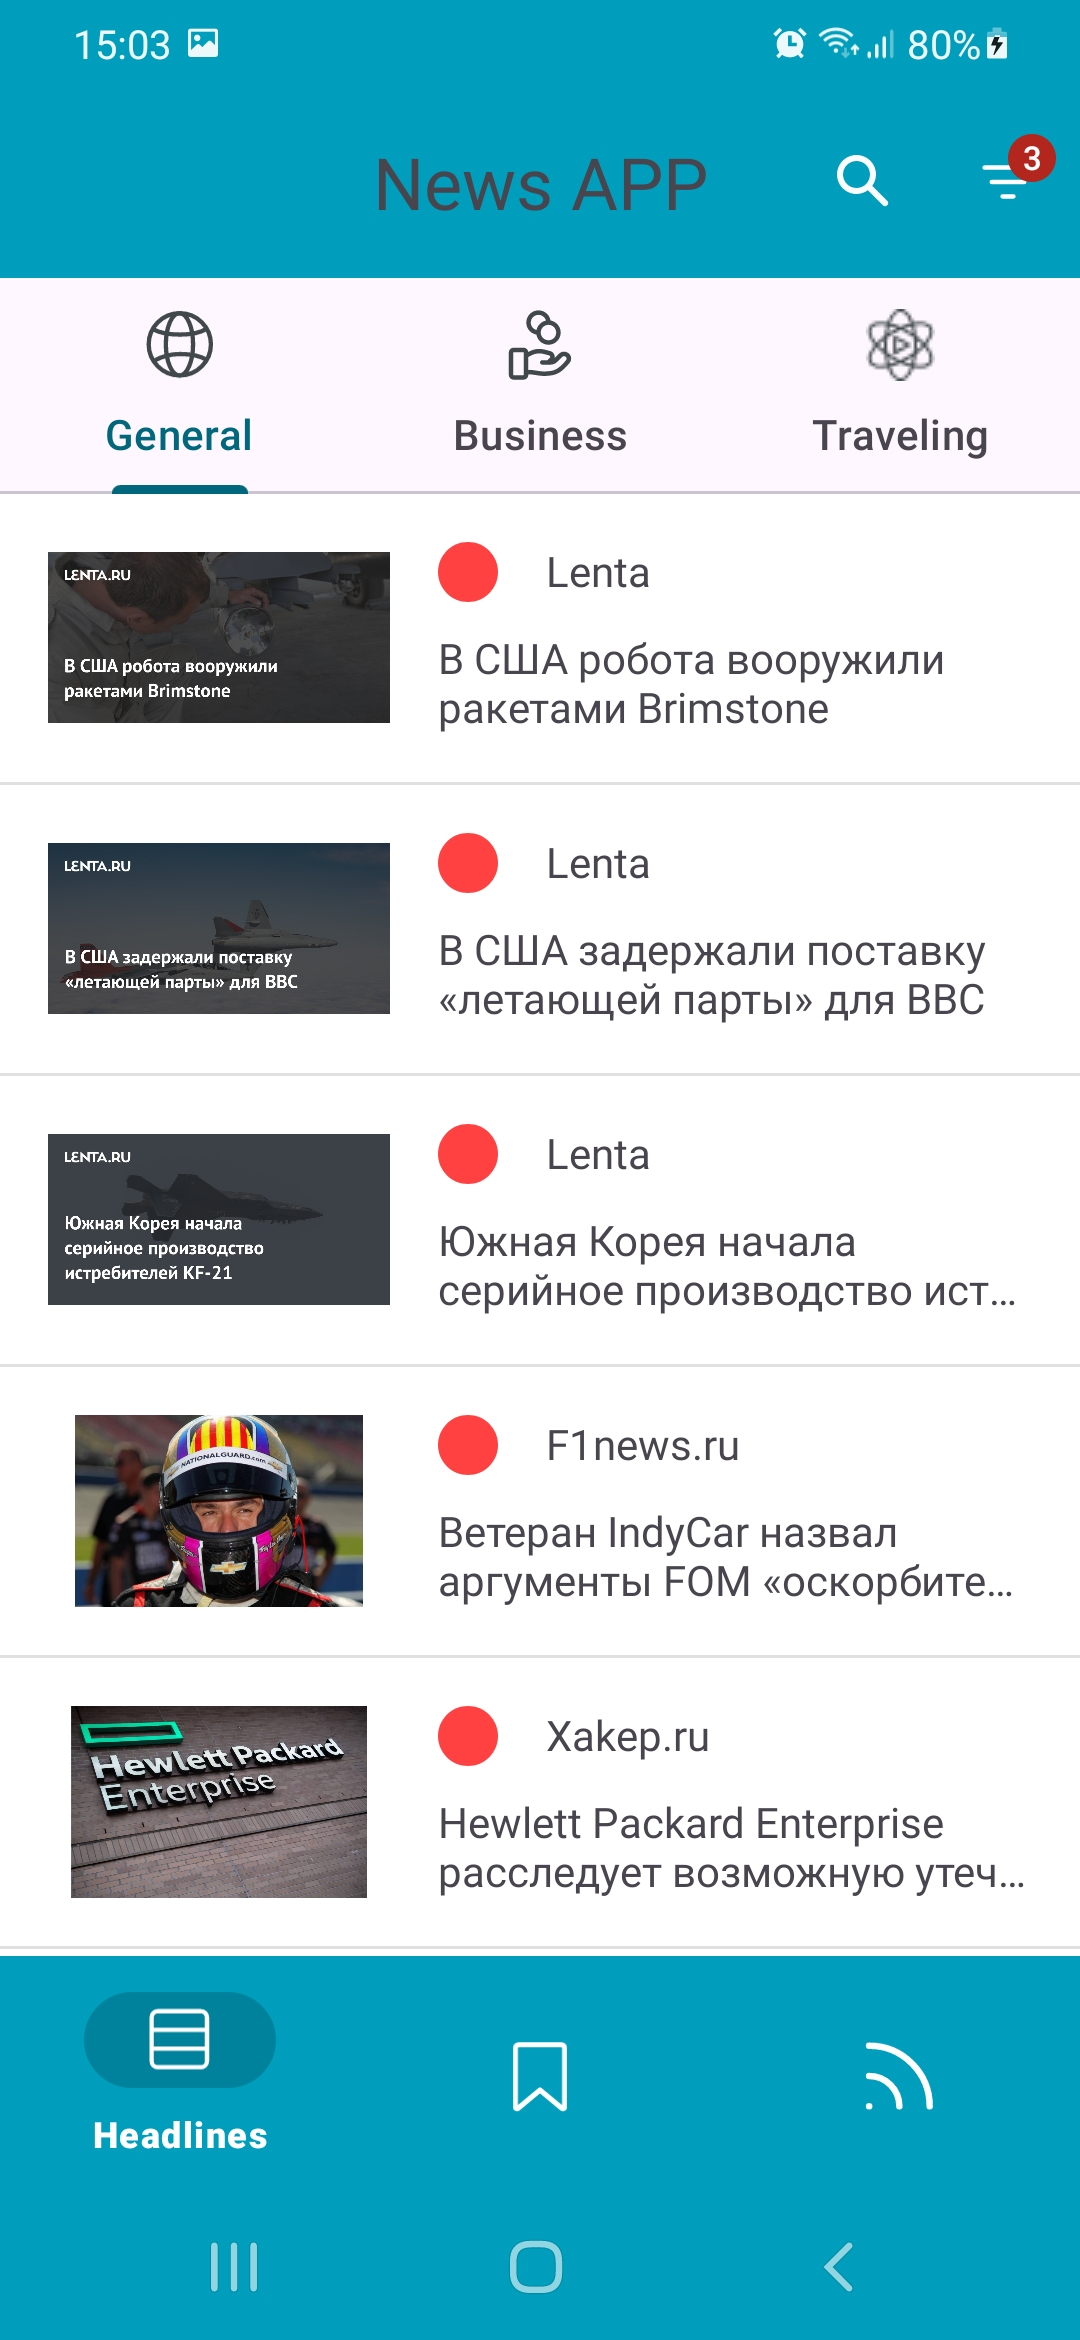 15:03
80%
News APP
3
General
Business
Traveling
LENTA.RU
В США робота вооружили
ракетами Brimstone
Lenta
В США робота вооружили
ракетами Brimstone
LENTA.RU
В США задержали поставку
«летающей парты» для ВВС
Lenta
В США задержали поставку
«летающей парты» для ВВС
LENTA.RU
Южная Корея начала
серийное производство
истребителей KF-21
Lenta
Южная Корея начала
серийное производство ист…
NATIONALGUARD.com
F1news.ru
Ветеран IndyCar назвал
аргументы FOM «оскорбите…
Hewlett Packard
Enterprise
Xakep.ru
Hewlett Packard Enterprise
расследует возможную утеч…
Headlines